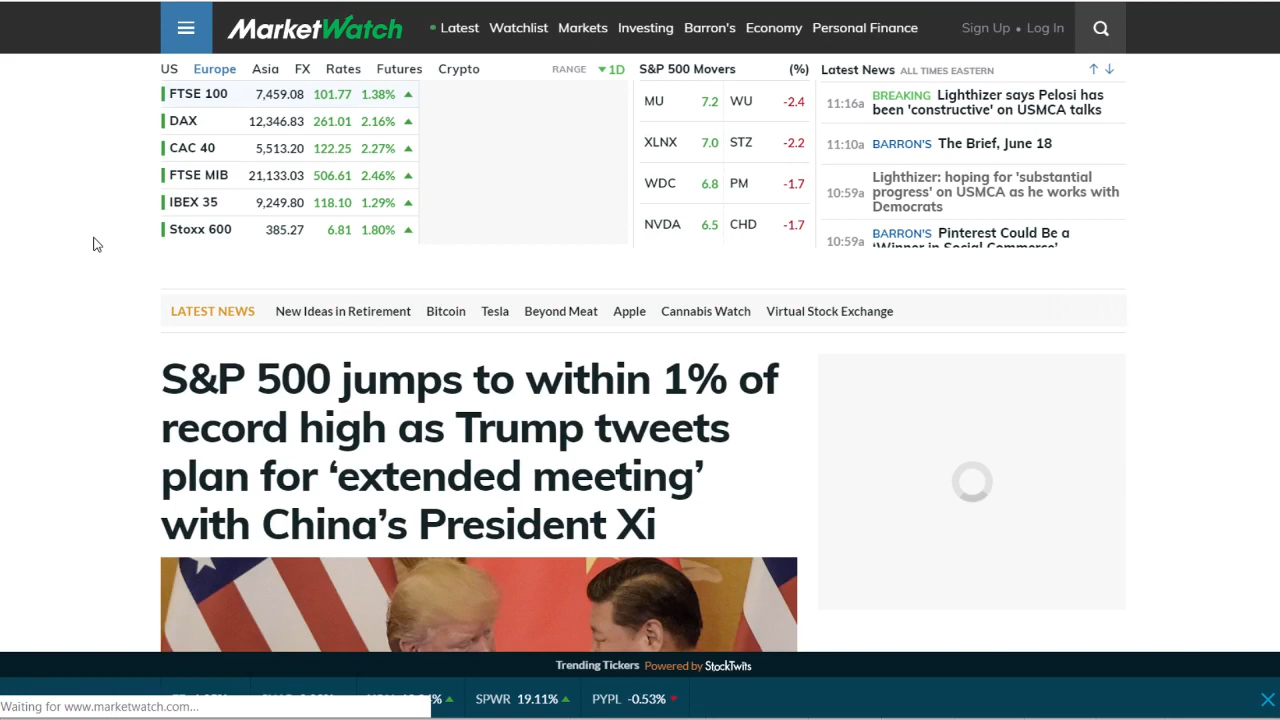 MarketWatch
Latest Watchlist Markets Investing Barron's Economy Personal Finance
Sign Up • Log In
US Europe Asia FX Rates Futures Crypto
RANGE 1D
FTSE 100 7,459.08 101.77 1.38%
DAX 12,346.83 261.01 2.16%
CAC 40 5,513.20 122.25 2.27%
FTSE MIB 21,133.03 506.61 2.46%
IBEX 35 9,249.80 118.10 1.29%
Stoxx 600 385.27 6.81 1.80%
S&P 500 Movers (%)
MU 7.2 WU -2.4
XLNX 7.0 STZ -2.2
WDC 6.8 PM -1.7
NVDA 6.5 CHD -1.7
Latest News ALL TIMES EASTERN
11:16a BREAKING Lighthizer says Pelosi has
been 'constructive' on USMCA talks
11:10a BARRON'S The Brief, June 18
10:59a Lighthizer: hoping for 'substantial
progress' on USMCA as he works with
Democrats
10:59a BARRON'S Pinterest Could Be a
‘Winner in Social Commerce’
LATEST NEWS New Ideas in Retirement Bitcoin Tesla Beyond Meat Apple Cannabis Watch Virtual Stock Exchange
S&P 500 jumps to within 1% of
record high as Trump tweets
plan for ‘extended meeting’
with China’s President Xi
Trending Tickers Powered by StockTwits
SPWR 19.11% PYPL -0.53%
Waiting for www.marketwatch.com...